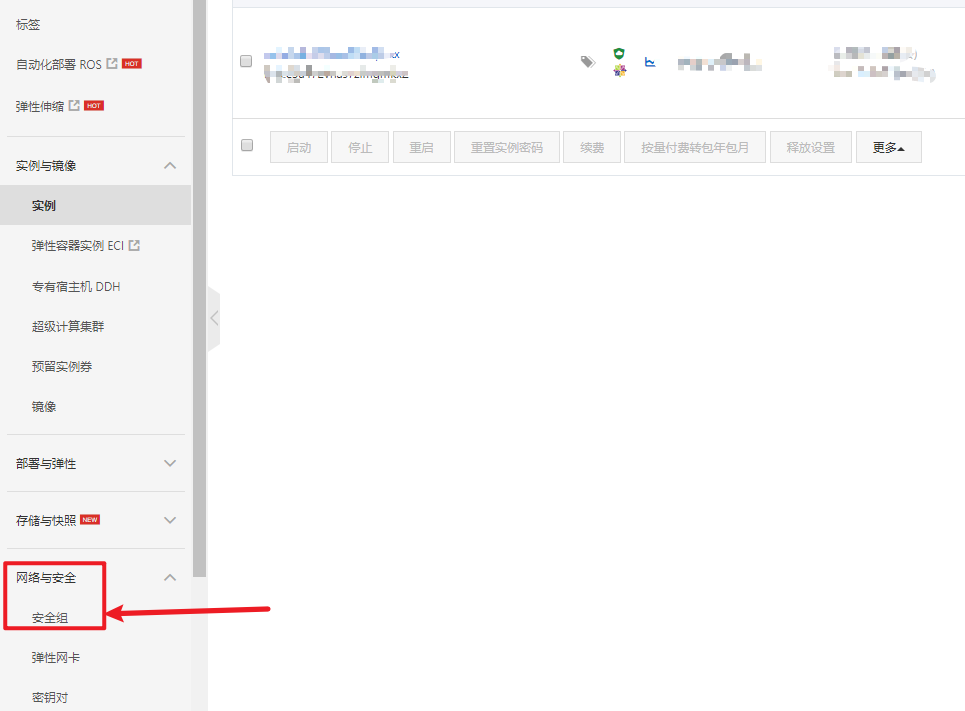 标签
自动化部署 ROS HOT
弹性伸缩 HOT
实例与镜像
实例
弹性容器实例 ECI
专有宿主机 DDH
超级计算集群
预留实例券
镜像
部署与弹性
存储与快照 NEW
网络与安全
安全组
弹性网卡
密钥对
启动 停止 重启 重置实例密码 续费 按量付费转包年包月 释放设置 更多